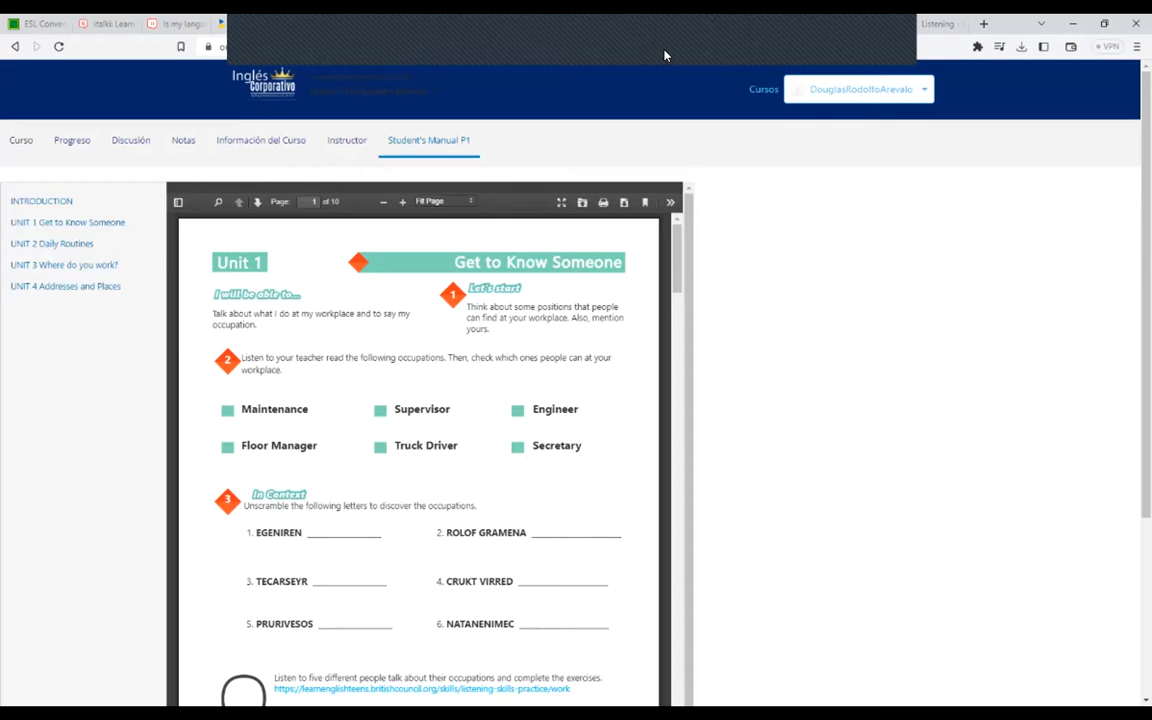 ESL Conve
italki: Learn
Is my langu
Listening
VPN
Inglés
Corporativo
Cursos
DouglasRodolfoArevalo
Curso
Progreso
Discusión
Notas
Información del Curso
Instructor
Student's Manual P1
INTRODUCTION
UNIT 1 Get to Know Someone
UNIT 2 Daily Routines
UNIT 3 Where do you work?
UNIT 4 Addresses and Places
Page: 1 of 10
Fit Page
Unit 1
Get to Know Someone
I will be able to...
Talk about what I do at my workplace and to say my
occupation.
1
Let's start
Think about some positions that people
can find at your workplace. Also, mention
yours.
2
Listen to your teacher read the following occupations. Then, check which ones people can at your
workplace.
Maintenance
Supervisor
Engineer
Floor Manager
Truck Driver
Secretary
3
In Context
Unscramble the following letters to discover the occupations.
1. EGENIREN
2. ROLOF GRAMENA
3. TECARSEYR
4. CRUKT VIRRED
5. PRURIVESOS
6. NATANENIMEC
Listen to five different people talk about their occupations and complete the exercises.
https://learnenglishteens.britishcouncil.org/skills/listening-skills-practice/work